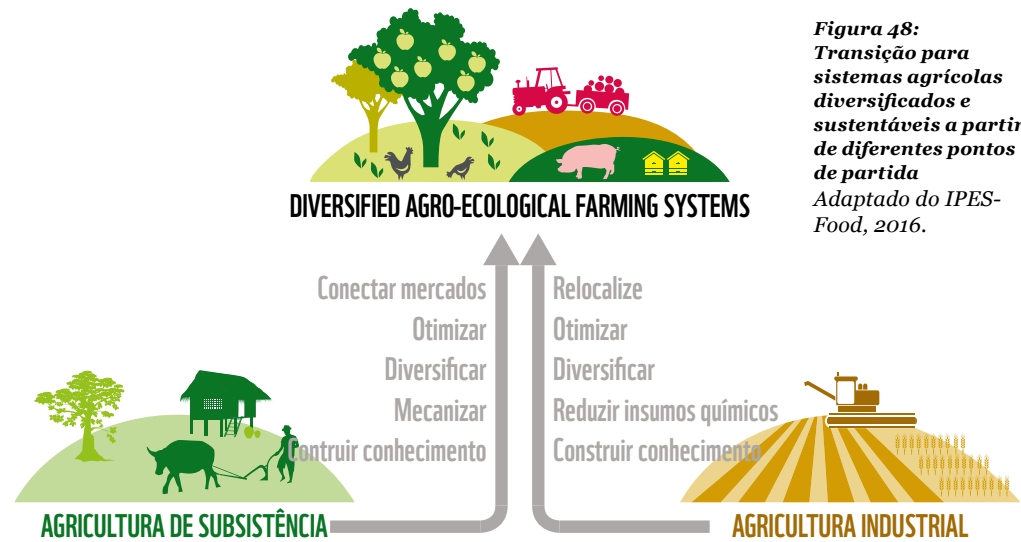 Figura 48:
Transição para
sistemas agrícolas
diversificados e
sustentáveis a partir
de diferentes pontos
de partida
Adaptado do IPES-
Food, 2016.
DIVERSIFIED AGRO-ECOLOGICAL FARMING SYSTEMS
Conectar mercados
Otimizar
Diversificar
Mecanizar
Contruir conhecimento
Relocalize
Otimizar
Diversificar
Reduzir insumos químicos
Construir conhecimento
AGRICULTURA DE SUBSISTÊNCIA
AGRICULTURA INDUSTRIAL